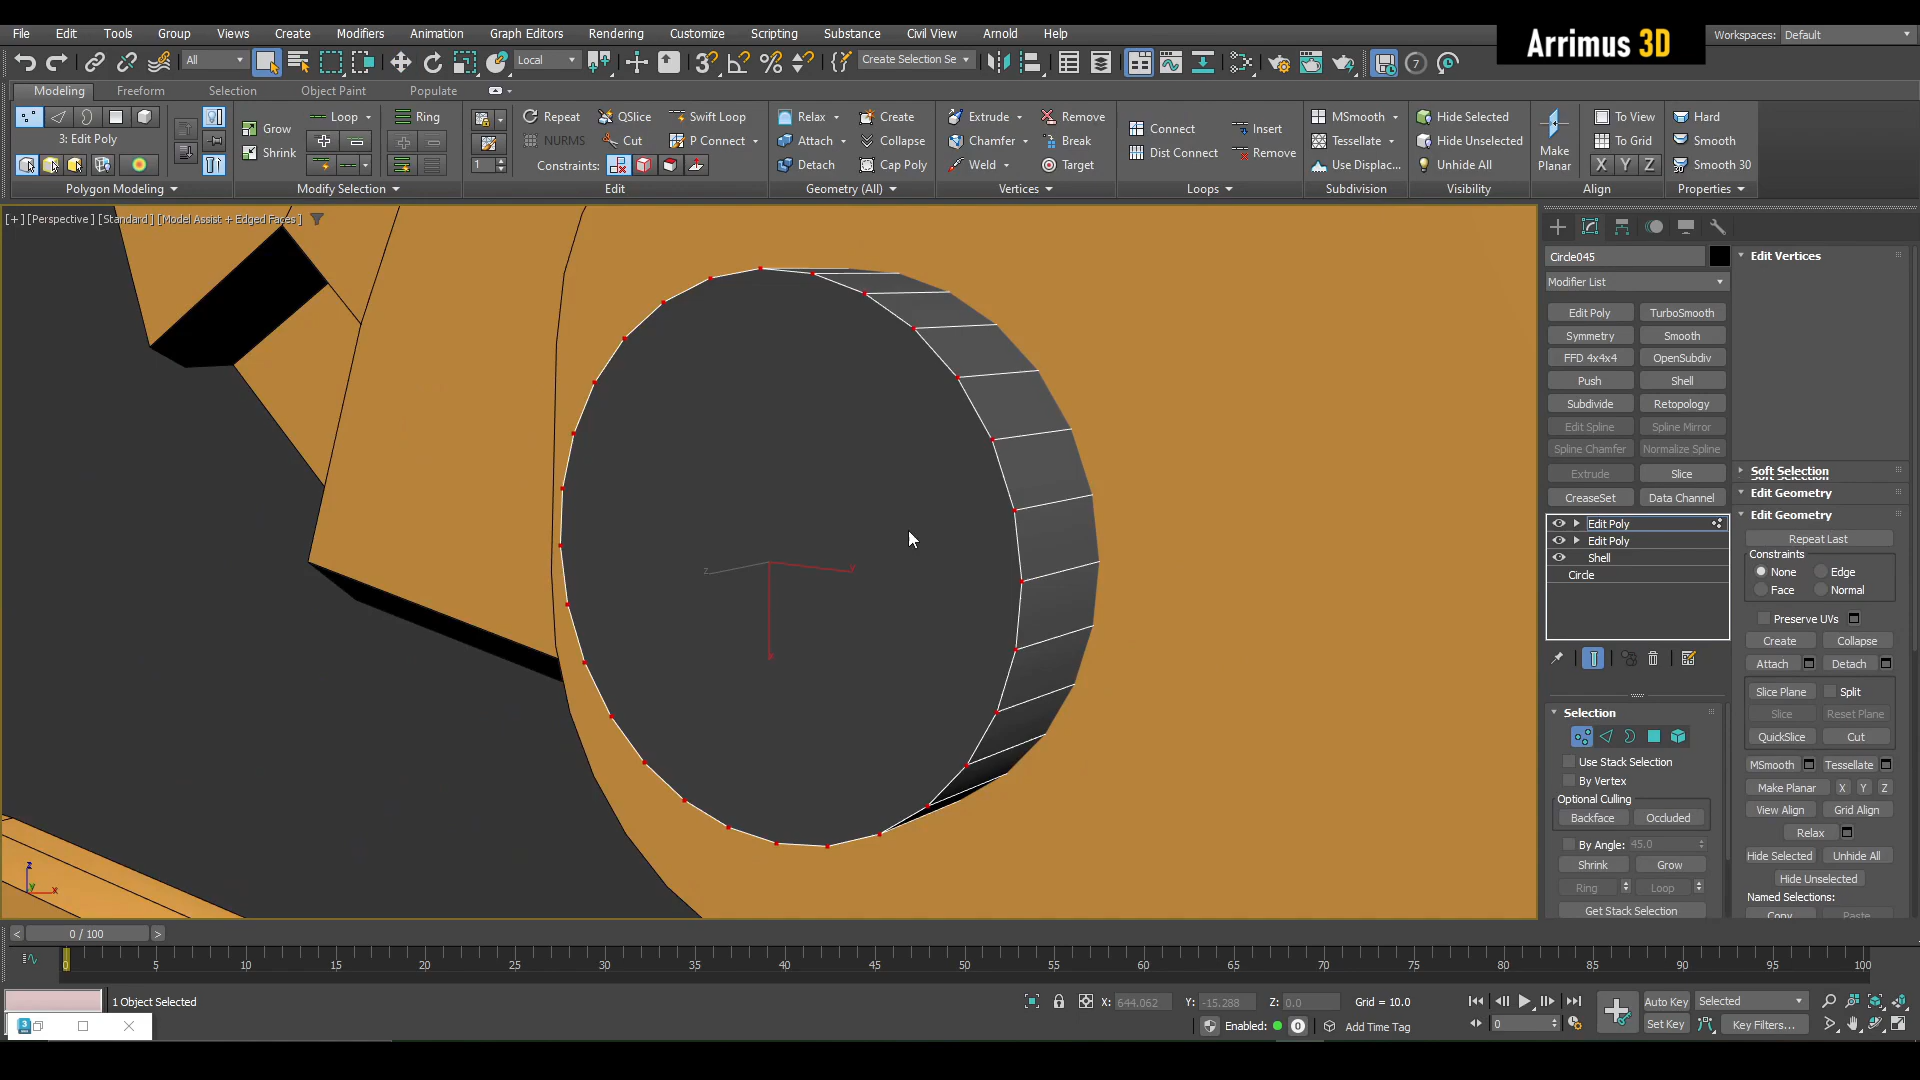 File Edit Tools Group Views Create Modifiers Animation Graph Editors Rendering Customize Scripting Substance Civil View Arnold Help
Arrimus 3D
Workspaces: Default
All Local Create Selection Se 7
Modeling Freeform Selection Object Paint Populate
Loop Ring Repeat QSlice Swift Loop Relax Create Extrude Remove MSmooth Hide Selected To View Hard
3: Edit Poly Grow NURMS Cut P Connect Attach Collapse Chamfer Break Connect Insert Tessellate Hide Unselected Make Planar To Grid Smooth
Shrink 1 Constraints: Detach Cap Poly Weld Target Dist Connect Remove Use Displac... Unhide All X Y Z Smooth 30
Polygon Modeling Modify Selection Edit Geometry (All) Vertices Loops Subdivision Visibility Align Properties
[+] [Perspective] [Standard] [Model Assist + Edged Faces]
z y
z y x
Circle045
Modifier List
Edit Poly TurboSmooth
Symmetry Smooth
FFD 4x4x4 OpenSubdiv
Push Shell
Subdivide Retopology
Edit Spline Spline Mirror
Spline Chamfer Normalize Spline
Extrude Slice
CreaseSet Data Channel
Edit Poly
Edit Poly
Shell
Circle
Selection
Use Stack Selection
By Vertex
Optional Culling
Backface Occluded
By Angle: 45.0
Shrink Grow
Ring Loop
Get Stack Selection
Edit Vertices
Soft Selection
Edit Geometry
Edit Geometry
Repeat Last
Constraints
None Edge
Face Normal
Preserve UVs
Create Collapse
Attach Detach
Slice Plane Split
Slice Reset Plane
QuickSlice Cut
MSmooth Tessellate
Make Planar X Y Z
View Align Grid Align
Relax
Hide Selected Unhide All
Hide Unselected
Named Selections:
Copy Paste
< 0 / 100 >
0 5 10 15 20 25 30 35 40 45 50 55 60 65 70 75 80 85 90 95 100
1 Object Selected X: 644.062 Y: -15.288 Z: 0.0 Grid = 10.0 Auto Key Selected
3 Enabled: 0 Add Time Tag 0 Set Key Key Filters...